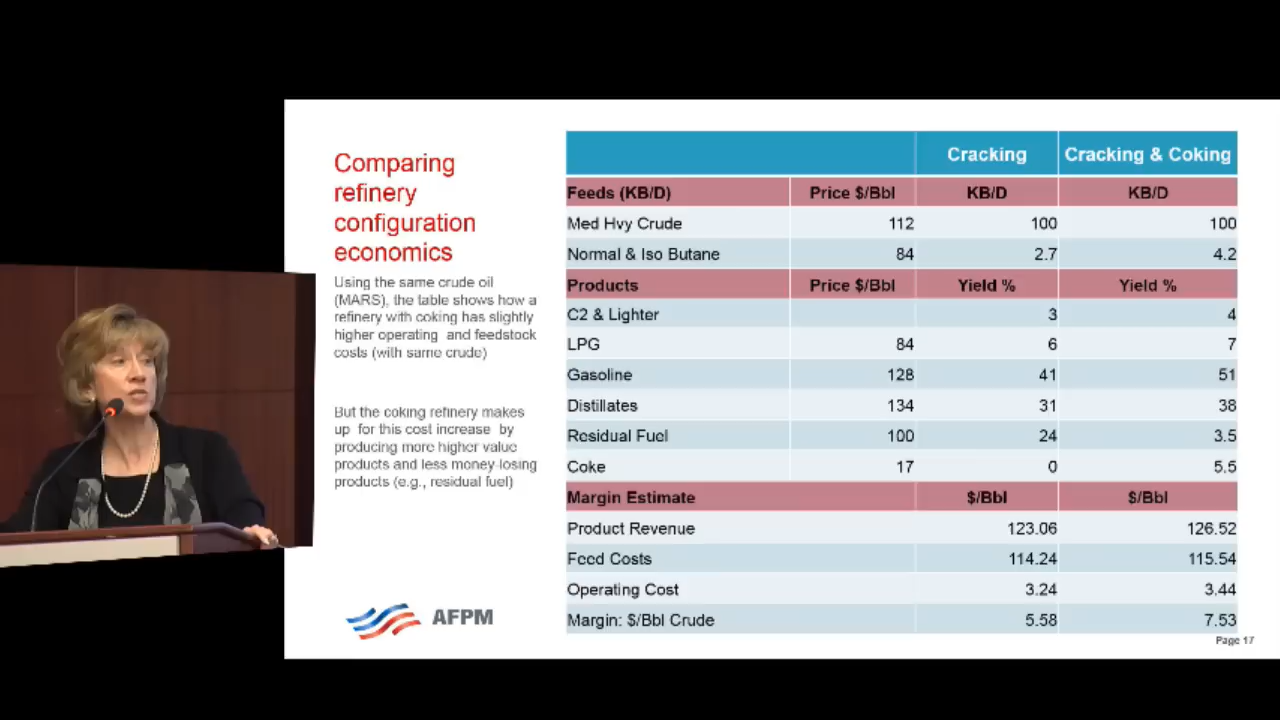 Comparing
refinery
configuration
economics
Using the same crude oil
(MARS), the table shows how a
refinery with coking has slightly
higher operating and feedstock
costs (with same crude)
But the coking refinery makes
up for this cost increase by
producing more higher value
products and less money-losing
products (e.g., residual fuel)
AFPM
Cracking Cracking & Coking
Feeds (KB/D) Price $/Bbl KB/D KB/D
Med Hvy Crude 112 100 100
Normal & Iso Butane 84 2.7 4.2
Products Price $/Bbl Yield % Yield %
C2 & Lighter 3 4
LPG 84 6 7
Gasoline 128 41 51
Distillates 134 31 38
Residual Fuel 100 24 3.5
Coke 17 0 5.5
Margin Estimate $/Bbl $/Bbl
Product Revenue 123.06 126.52
Feed Costs 114.24 115.54
Operating Cost 3.24 3.44
Margin: $/Bbl Crude 5.58 7.53
Page 17